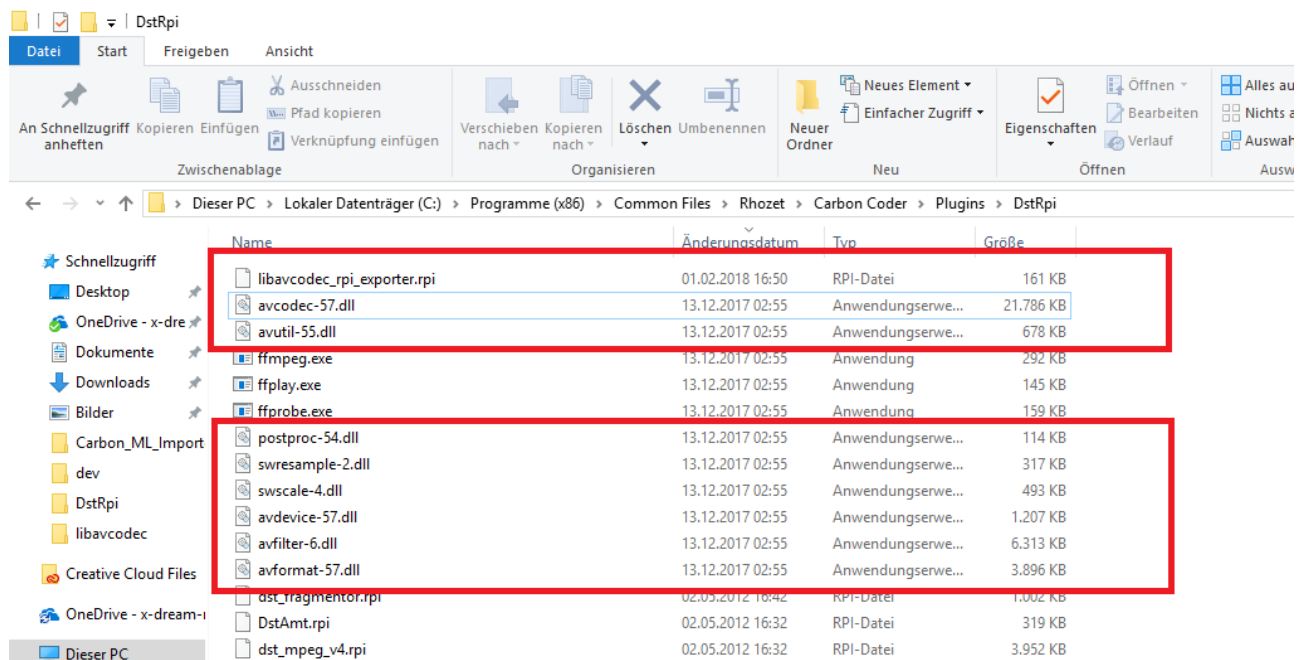 DstRpi
Datei Start Freigeben Ansicht
An Schnellzugriff anheften
Kopieren
Einfügen
Ausschneiden
Pfad kopieren
Verknüpfung einfügen
Zwischenablage
Verschieben nach
Kopieren nach
Löschen
Umbenennen
Organisieren
Neuer Ordner
Neues Element
Einfacher Zugriff
Neu
Eigenschaften
Öffnen
Bearbeiten
Verlauf
Öffnen
Alles au
Nichts a
Auswah
Ausw
Dieser PC > Lokaler Datenträger (C:) > Programme (x86) > Common Files > Rhozet > Carbon Coder > Plugins > DstRpi
Schnellzugriff
Desktop
OneDrive - x-dre
Dokumente
Downloads
Bilder
Carbon_ML_Import
dev
DstRpi
libavcodec
Creative Cloud Files
OneDrive - x-dream-
Dieser PC
Name Änderungsdatum Typ Größe
libavcodec_rpi_exporter.rpi 01.02.2018 16:50 RPI-Datei 161 KB
avcodec-57.dll 13.12.2017 02:55 Anwendungserwe... 21.786 KB
avutil-55.dll 13.12.2017 02:55 Anwendungserwe... 678 KB
ffmpeg.exe 13.12.2017 02:55 Anwendung 292 KB
ffplay.exe 13.12.2017 02:55 Anwendung 145 KB
ffprobe.exe 13.12.2017 02:55 Anwendung 159 KB
postproc-54.dll 13.12.2017 02:55 Anwendungserwe... 114 KB
swresample-2.dll 13.12.2017 02:55 Anwendungserwe... 317 KB
swscale-4.dll 13.12.2017 02:55 Anwendungserwe... 493 KB
avdevice-57.dll 13.12.2017 02:55 Anwendungserwe... 1.207 KB
avfilter-6.dll 13.12.2017 02:55 Anwendungserwe... 6.313 KB
avformat-57.dll 13.12.2017 02:55 Anwendungserwe... 3.896 KB
dst_fragmentor.rpi 02.05.2012 16:42 RPI-Datei 1.002 KB
DstAmt.rpi 02.05.2012 16:32 RPI-Datei 319 KB
dst_mpeg_v4.rpi 02.05.2012 16:32 RPI-Datei 3.952 KB